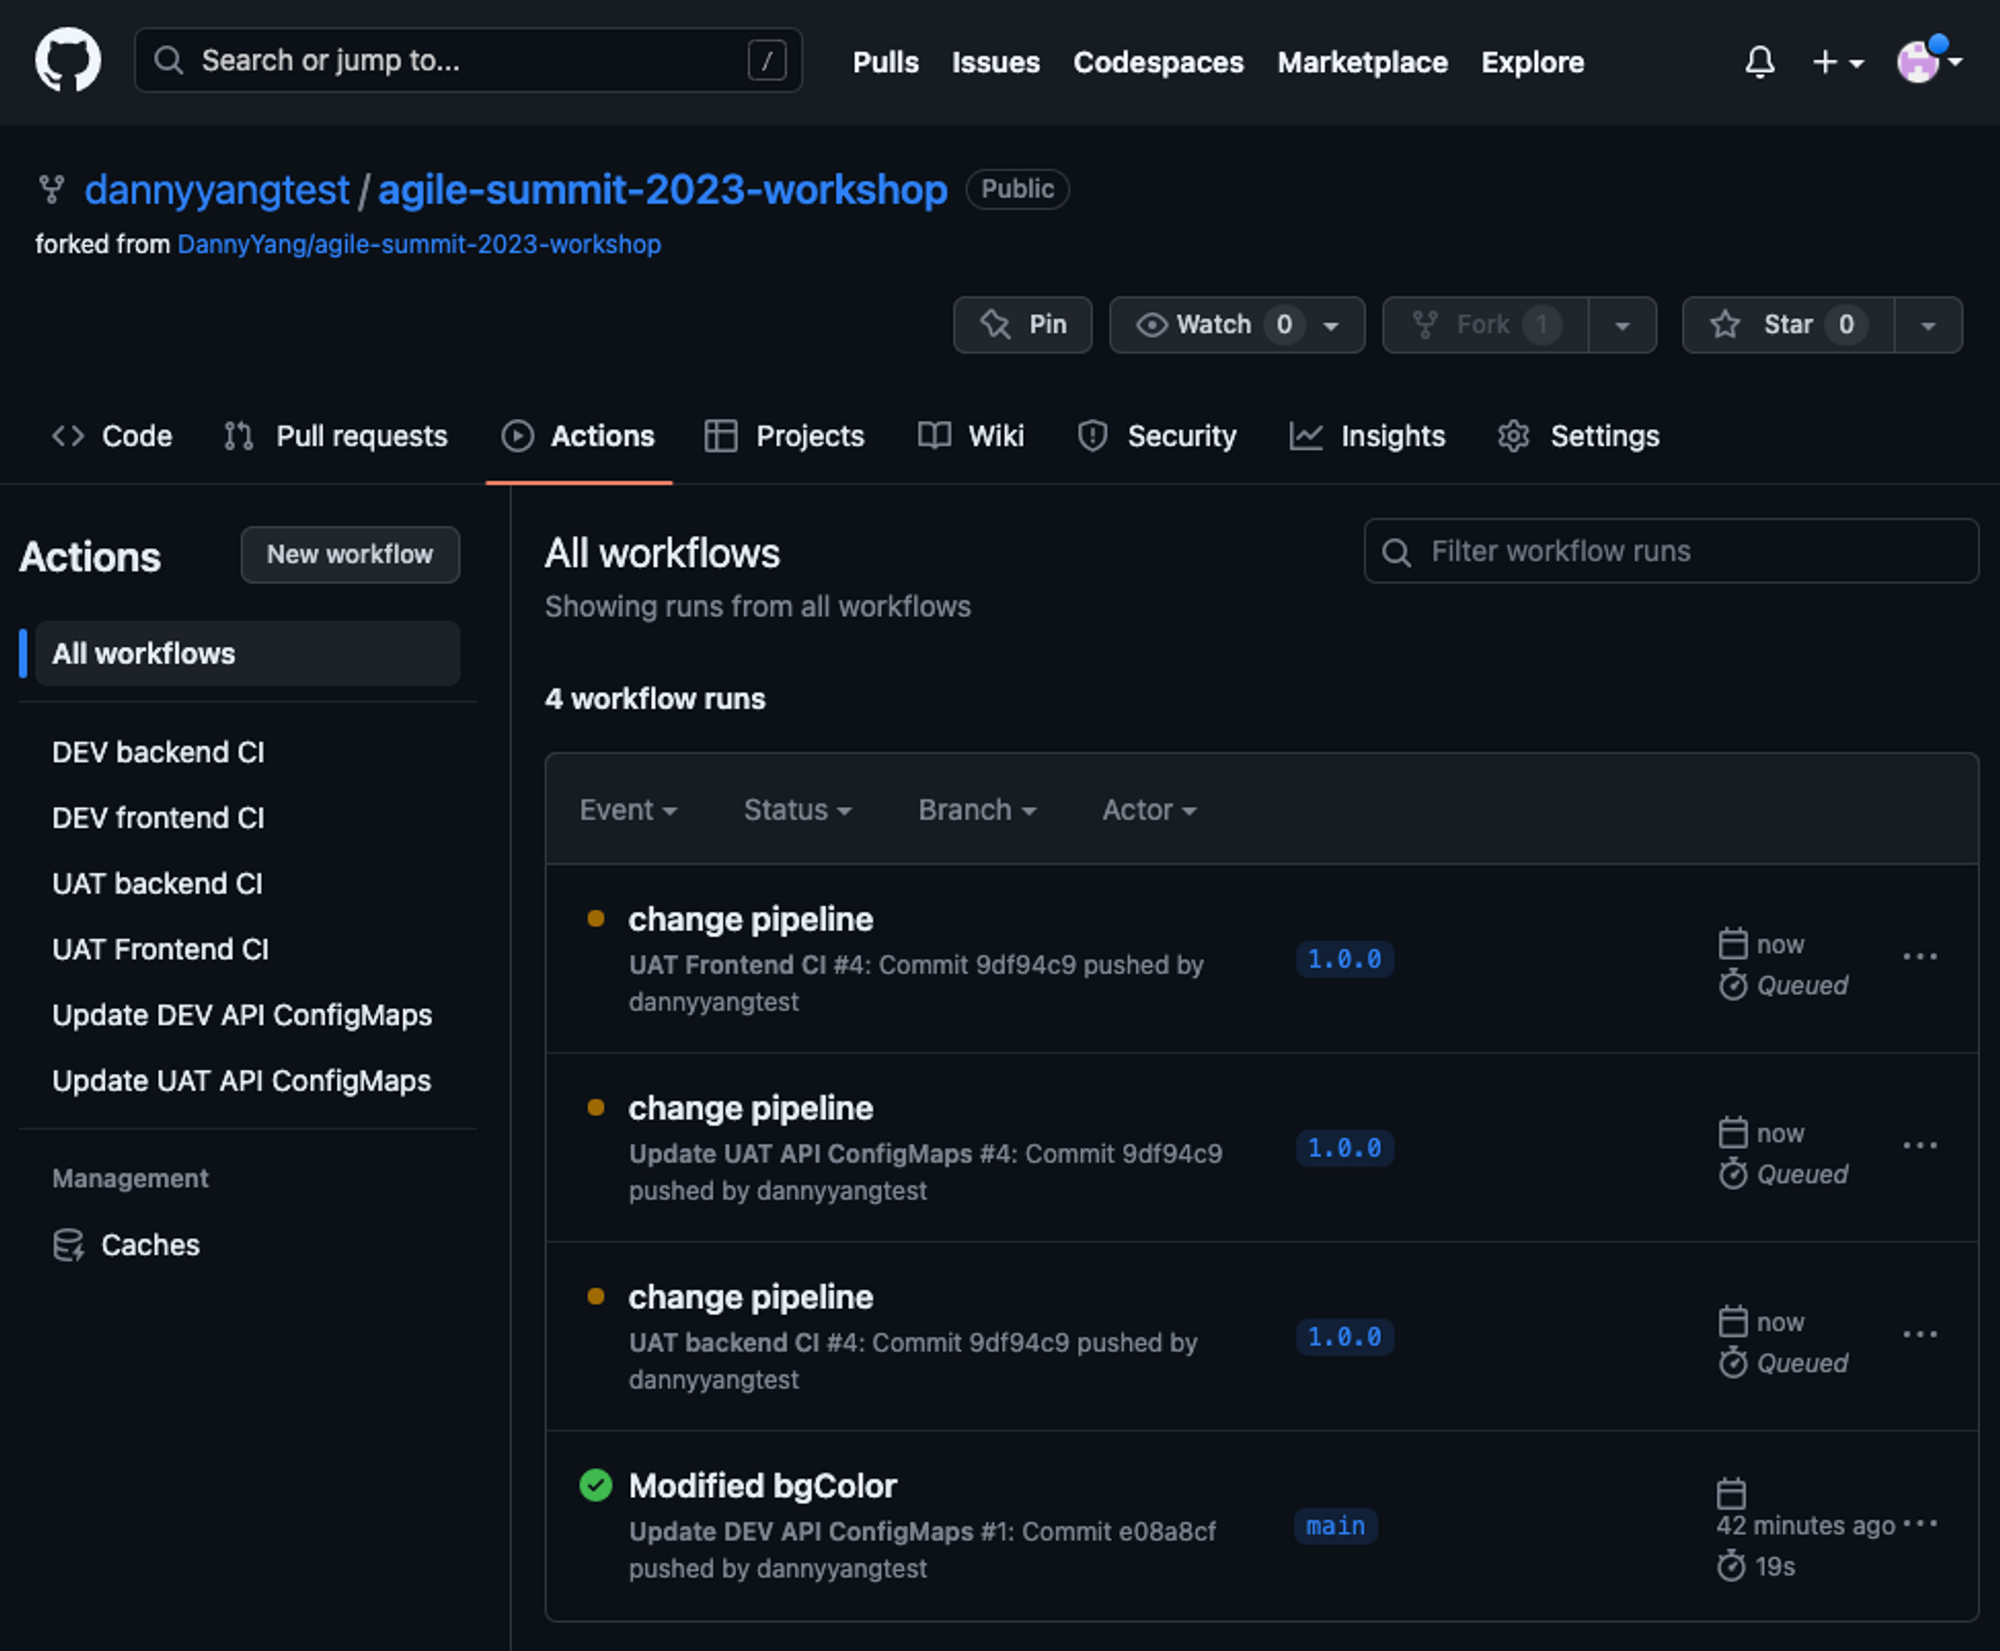 Search or jump to... /
Pulls Issues Codespaces Marketplace Explore
dannyyangtest / agile-summit-2023-workshop Public
forked from DannyYang/agile-summit-2023-workshop
Pin Watch 0 Fork 1 Star 0
Code Pull requests Actions Projects Wiki Security Insights Settings
Actions New workflow
All workflows
DEV backend CI
DEV frontend CI
UAT backend CI
UAT Frontend CI
Update DEV API ConfigMaps
Update UAT API ConfigMaps
Management
Caches
All workflows
Filter workflow runs
Showing runs from all workflows
4 workflow runs
Event Status Branch Actor
change pipeline
UAT Frontend CI #4: Commit 9df94c9 pushed by
dannyyangtest
1.0.0
now
Queued
change pipeline
Update UAT API ConfigMaps #4: Commit 9df94c9
pushed by dannyyangtest
1.0.0
now
Queued
change pipeline
UAT backend CI #4: Commit 9df94c9 pushed by
dannyyangtest
1.0.0
now
Queued
Modified bgColor
Update DEV API ConfigMaps #1: Commit e08a8cf
pushed by dannyyangtest
main
42 minutes ago
19s